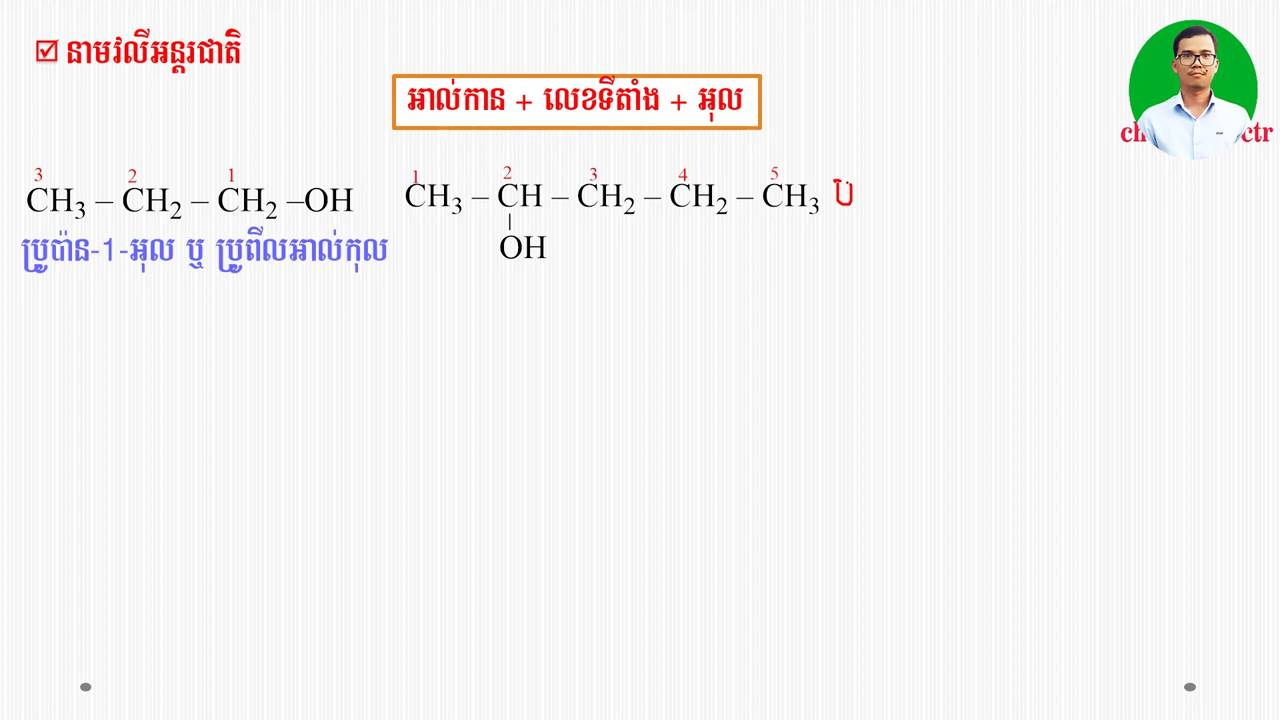 នាមវលីអន្តរជាតិ
អាល់កាន + លេខទីតាំង + អុល
3 2 1
CH3 – CH2 – CH2 –OH
ប្រូប៉ាន-1-អុល ឬ ប្រូពីលអាល់កុល
1 2 3 4 5
CH3 – CH – CH2 – CH2 – CH3 ប៉
OH